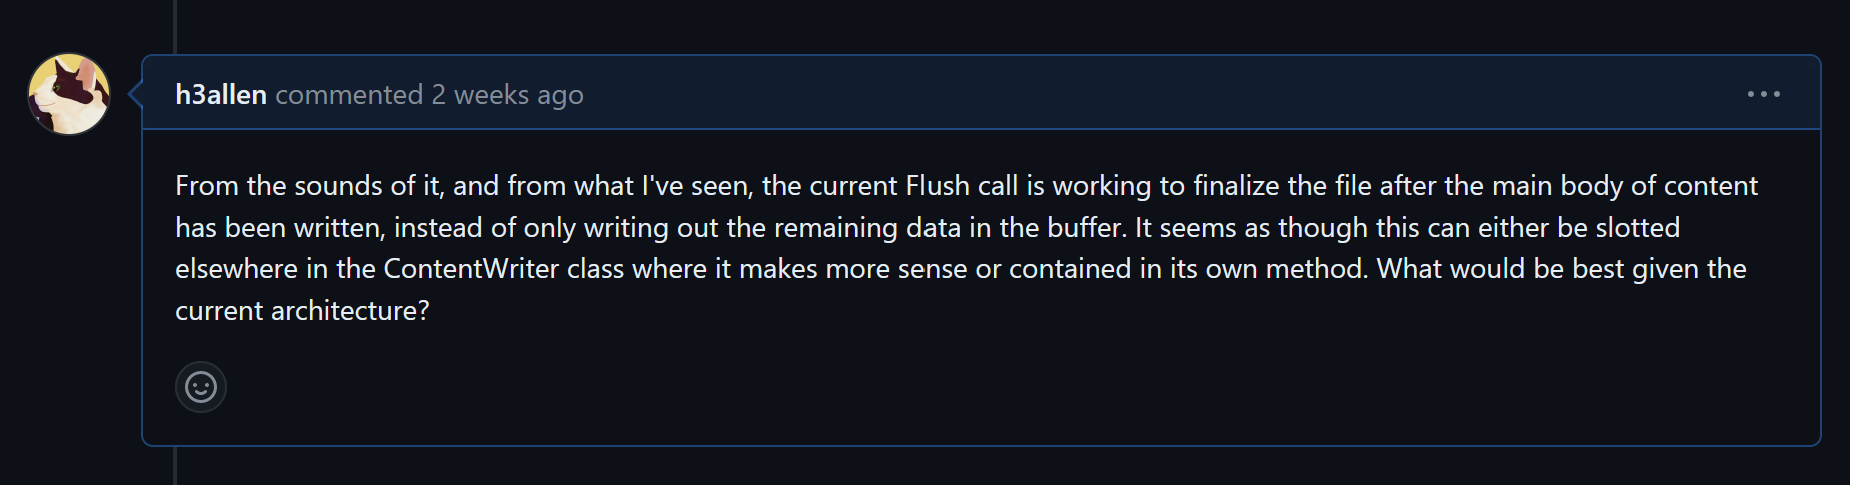 h3allen commented 2 weeks ago
From the sounds of it, and from what I've seen, the current Flush call is working to finalize the file after the main body of content
has been written, instead of only writing out the remaining data in the buffer. It seems as though this can either be slotted
elsewhere in the ContentWriter class where it makes more sense or contained in its own method. What would be best given the
current architecture?